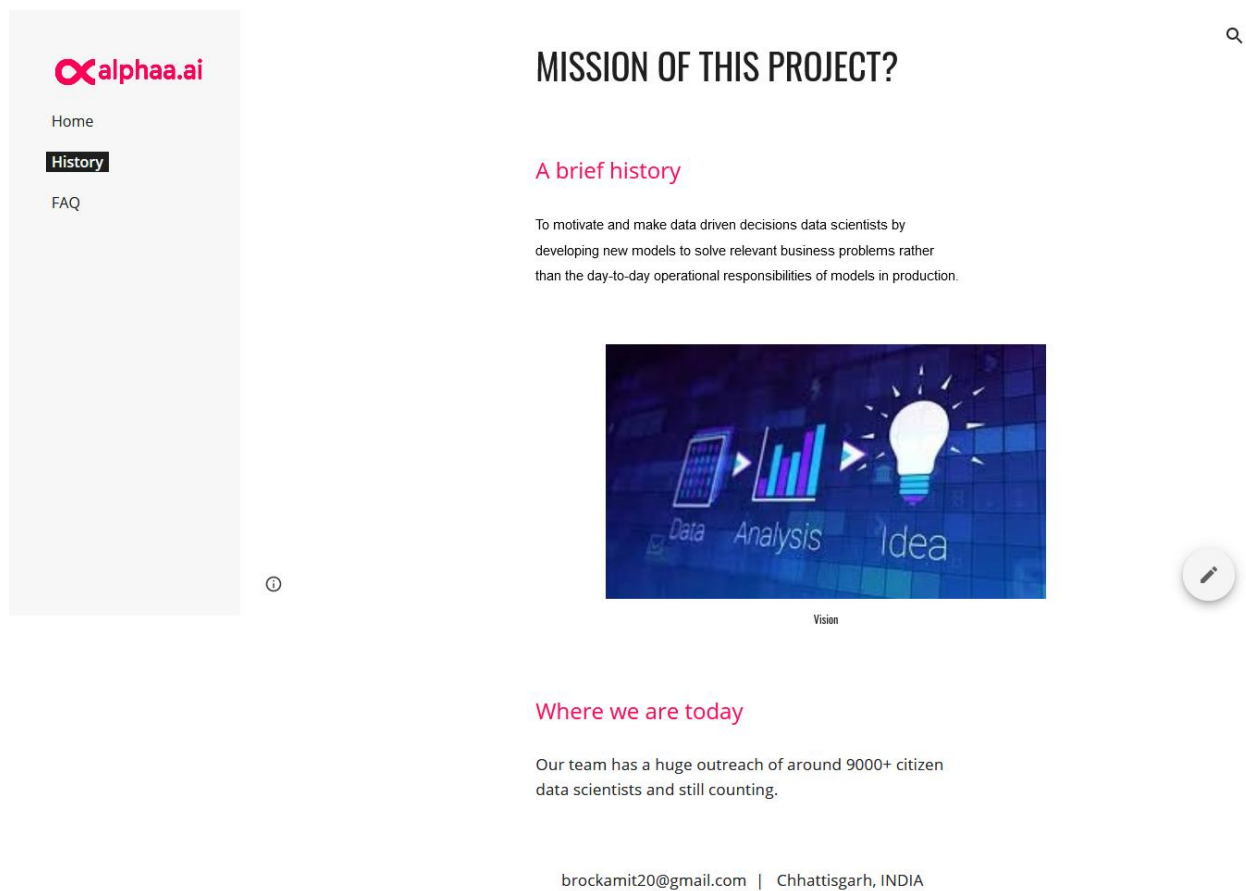 alphaa.ai
Home
History
FAQ
MISSION OF THIS PROJECT?
A brief history
To motivate and make data driven decisions data scientists by
developing new models to solve relevant business problems rather
than the day-to-day operational responsibilities of models in production.
Data Analysis Idea
Vision
Where we are today
Our team has a huge outreach of around 9000+ citizen
data scientists and still counting.
brockamit20@gmail.com | Chhattisgarh, INDIA